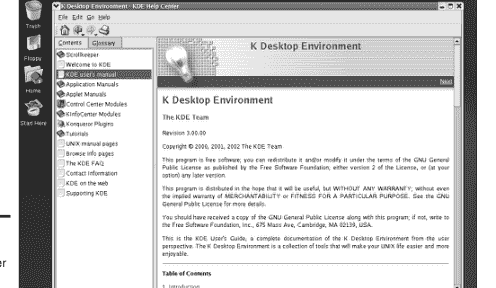 K Desktop Environment - KDE Help Center
File Edit Go Help
Contents Glossary
Trash
Floppy
Home
Start Here
Scrollkeeper
Welcome to KDE
KDE user's manual
Application Manuals
Applet Manuals
Control Center Modules
KInfoCenter Modules
Konqueror Plugins
Tutorials
UNIX manual pages
Browse info pages
The KDE FAQ
Contact Information
KDE on the web
Supporting KDE
K Desktop Environment
Next
K Desktop Environment
The KDE Team
Revision 3.00.00
Copyright © 2000, 2001, 2002 The KDE Team
This program is free software; you can redistribute it and/or modify it under the terms of the GNU General
Public License as published by the Free Software Foundation; either version 2 of the License, or (at your
option) any later version.
This program is distributed in the hope that it will be useful, but WITHOUT ANY WARRANTY; without even
the implied warranty of MERCHANTABILITY or FITNESS FOR A PARTICULAR PURPOSE. See the GNU
General Public License for more details.
You should have received a copy of the GNU General Public License along with this program; if not, write to
the Free Software Foundation, Inc., 675 Mass Ave, Cambridge, MA 02139, USA.
This is the KDE User's Guide, a complete documentation of the K Desktop Environment from the user
perspective. The K Desktop Environment is a collection of tools that will make your UNIX life easier and more
enjoyable.
Table of Contents
1. Introduction
er